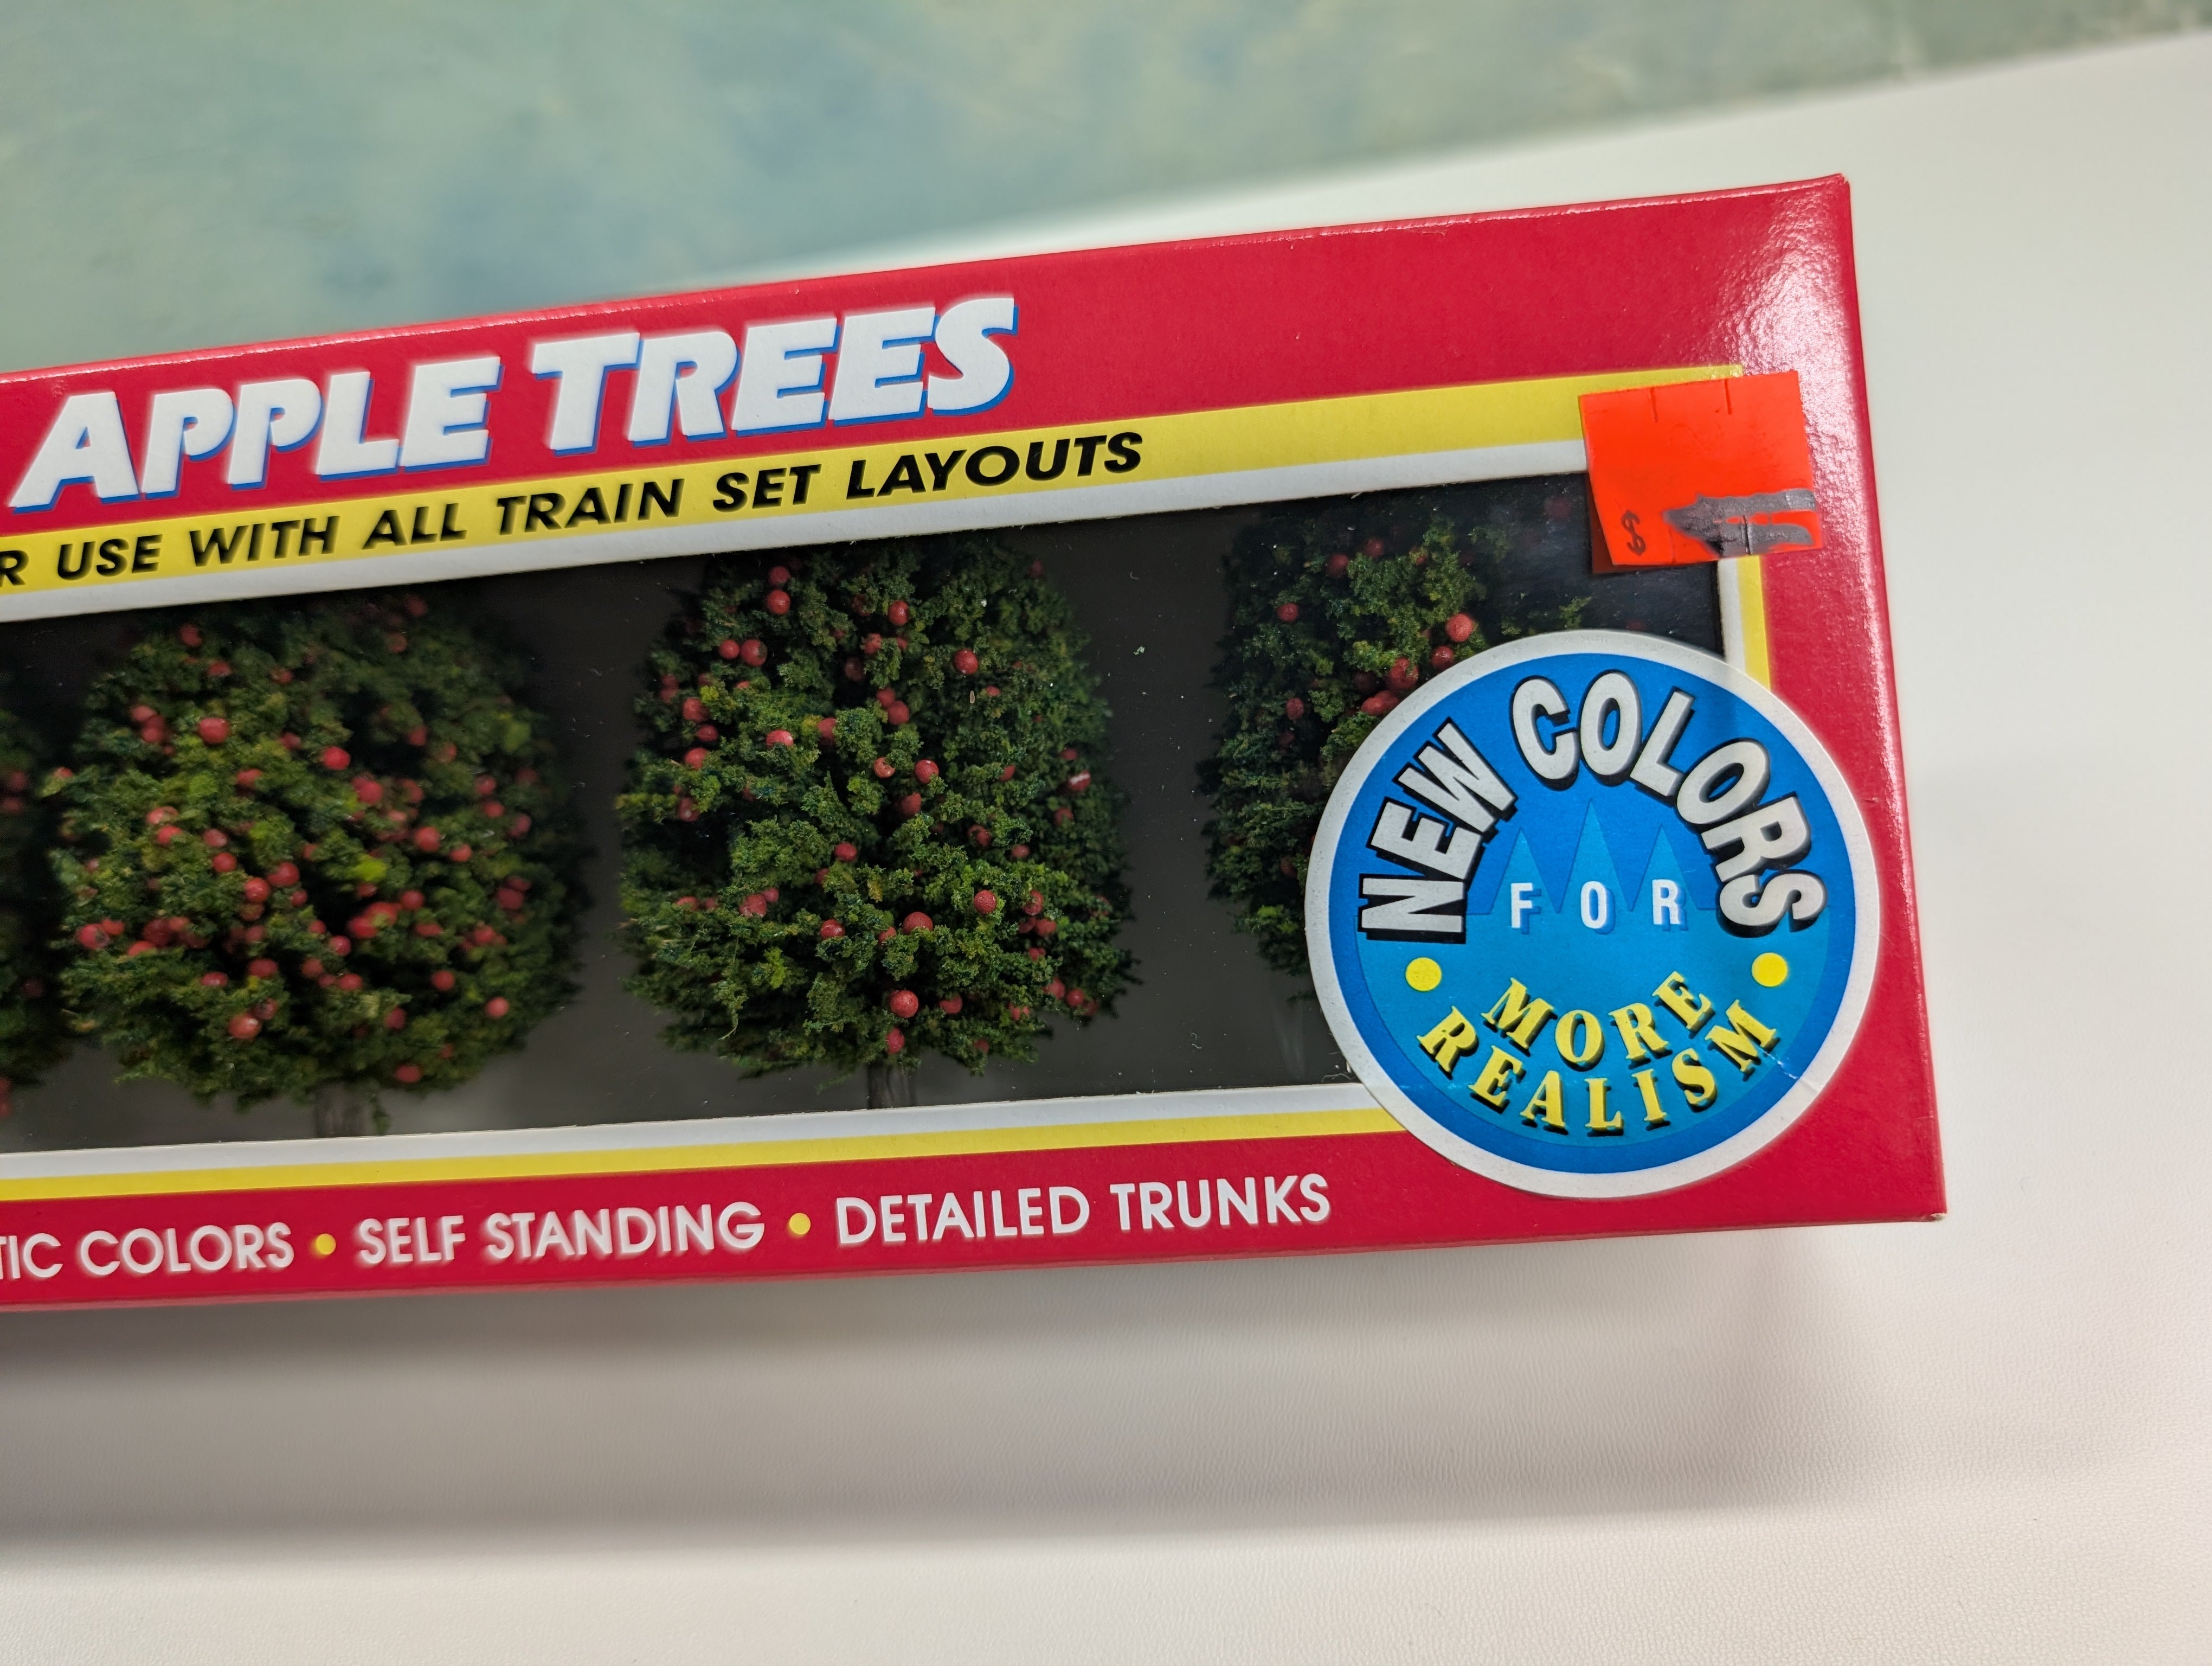 APPLE TREES
R USE WITH ALL TRAIN SET LAYOUTS
$
NEW COLORS
FOR
MORE
REALISM
TIC COLORS • SELF STANDING • DETAILED TRUNKS